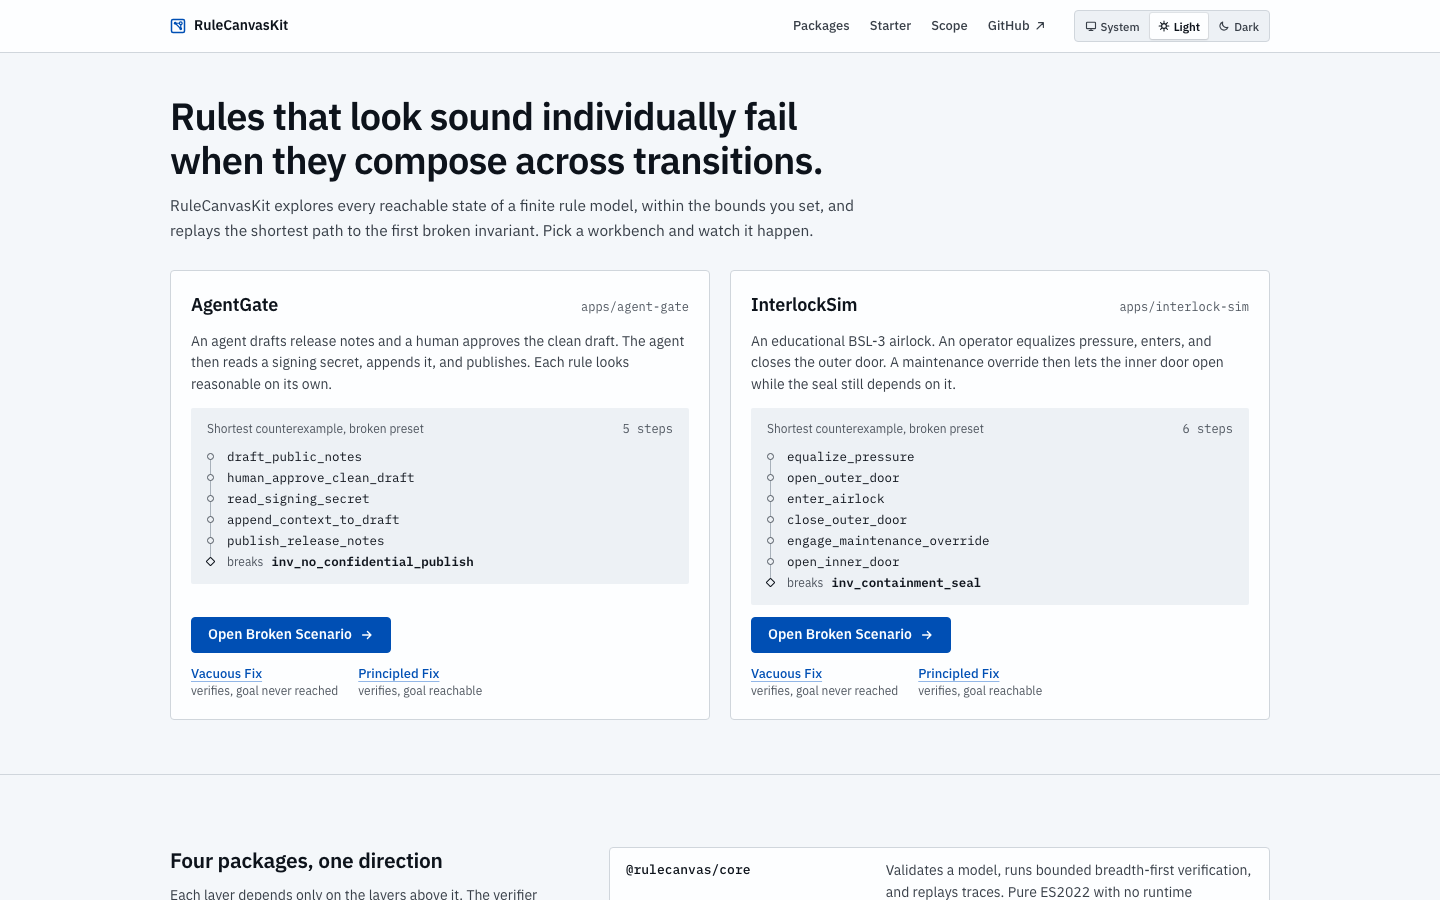 RuleCanvasKit
Packages Starter Scope GitHub ↗ System Light Dark
Rules that look sound individually fail
when they compose across transitions.
RuleCanvasKit explores every reachable state of a finite rule model, within the bounds you set, and
replays the shortest path to the first broken invariant. Pick a workbench and watch it happen.
AgentGate apps/agent-gate
An agent drafts release notes and a human approves the clean draft. The agent
then reads a signing secret, appends it, and publishes. Each rule looks
reasonable on its own.
Shortest counterexample, broken preset 5 steps
draft_public_notes
human_approve_clean_draft
read_signing_secret
append_context_to_draft
publish_release_notes
breaks inv_no_confidential_publish
Open Broken Scenario →
Vacuous Fix Principled Fix
verifies, goal never reached verifies, goal reachable
InterlockSim apps/interlock-sim
An educational BSL-3 airlock. An operator equalizes pressure, enters, and
closes the outer door. A maintenance override then lets the inner door open
while the seal still depends on it.
Shortest counterexample, broken preset 6 steps
equalize_pressure
open_outer_door
enter_airlock
close_outer_door
engage_maintenance_override
open_inner_door
breaks inv_containment_seal
Open Broken Scenario →
Vacuous Fix Principled Fix
verifies, goal never reached verifies, goal reachable
Four packages, one direction
Each layer depends only on the layers above it. The verifier
@rulecanvas/core
Validates a model, runs bounded breadth-first verification,
and replays traces. Pure ES2022 with no runtime